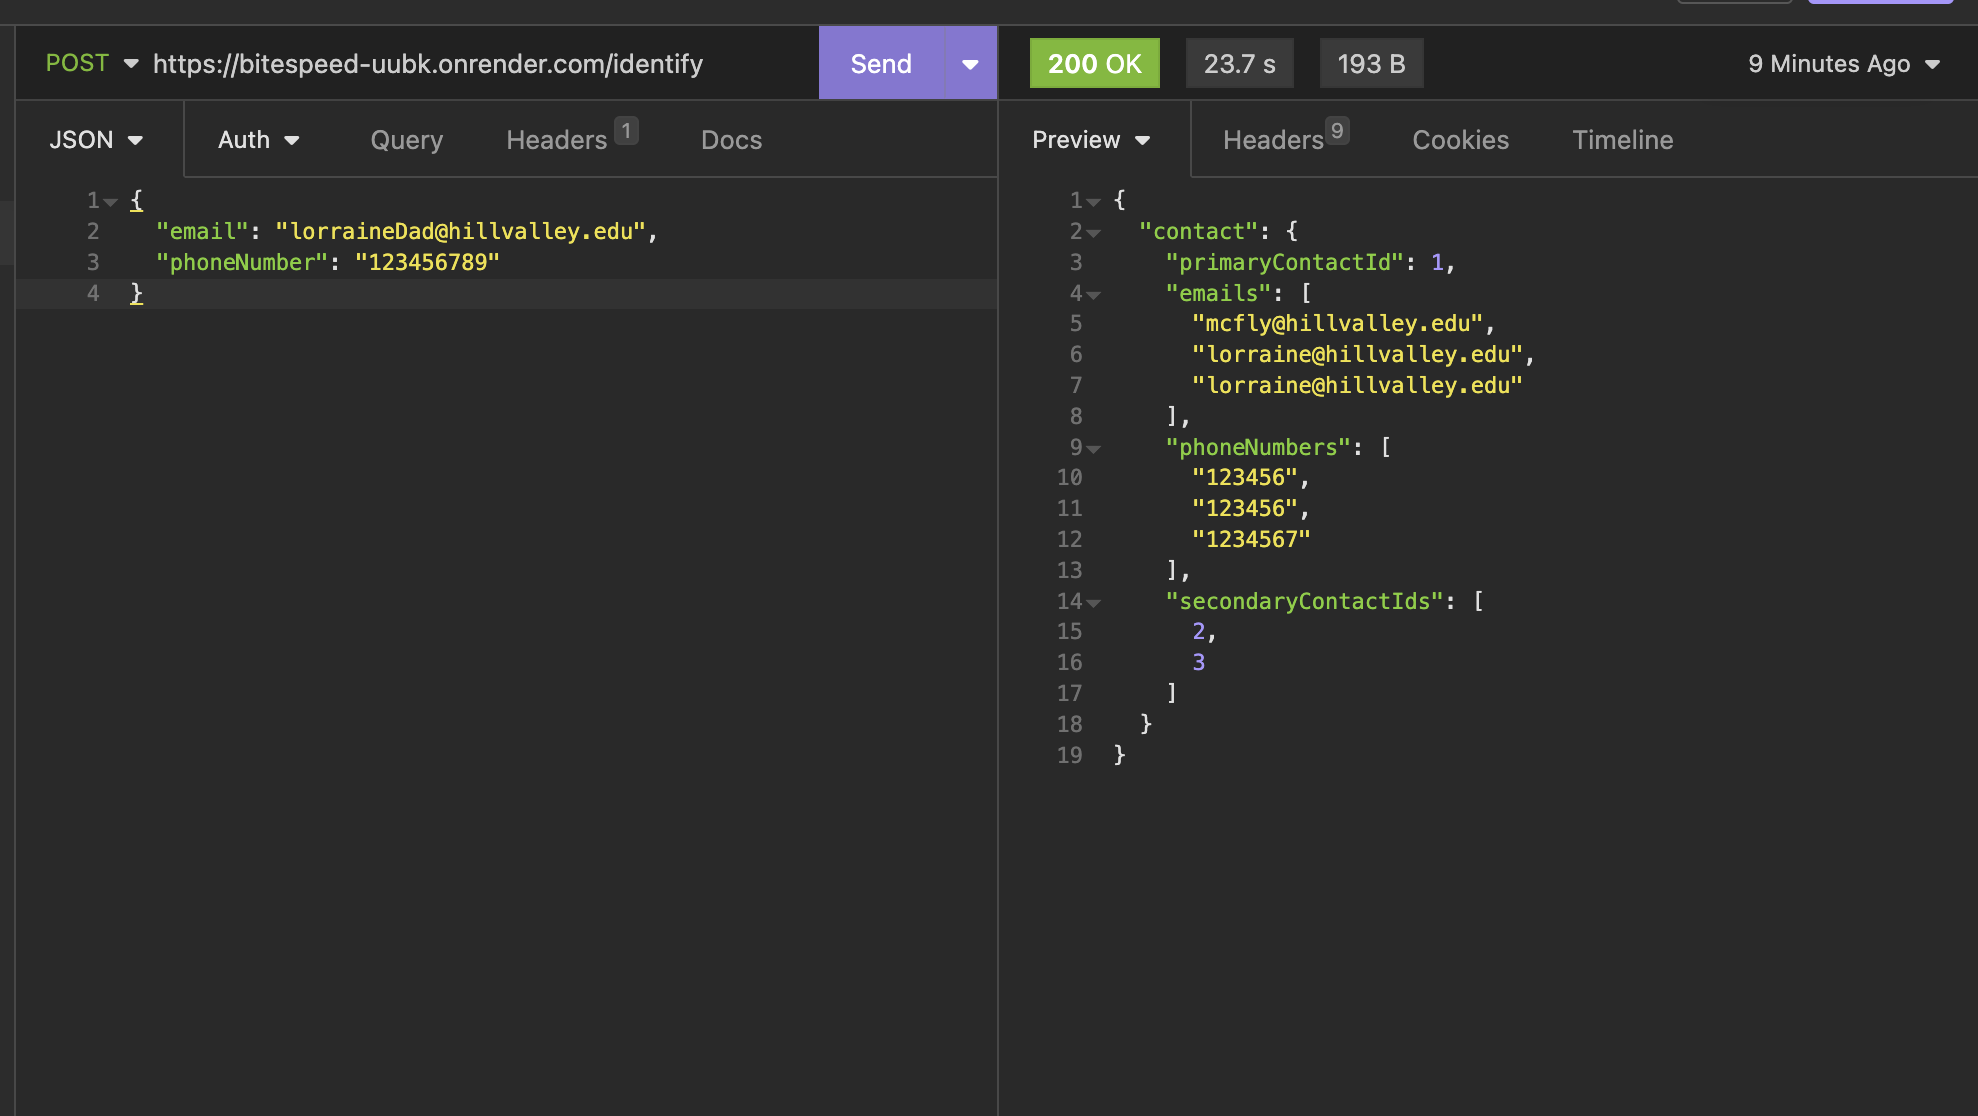 POST https://bitespeed-uubk.onrender.com/identify Send 200 OK 23.7 s 193 B 9 Minutes Ago
JSON Auth Query Headers 1 Docs
1 {
2 "email": "lorraineDad@hillvalley.edu",
3 "phoneNumber": "123456789"
4 }
Preview Headers 9 Cookies Timeline
1 {
2 "contact": {
3 "primaryContactId": 1,
4 "emails": [
5 "mcfly@hillvalley.edu",
6 "lorraine@hillvalley.edu",
7 "lorraine@hillvalley.edu"
8 ],
9 "phoneNumbers": [
10 "123456",
11 "123456",
12 "1234567"
13 ],
14 "secondaryContactIds": [
15 2,
16 3
17 ]
18 }
19 }